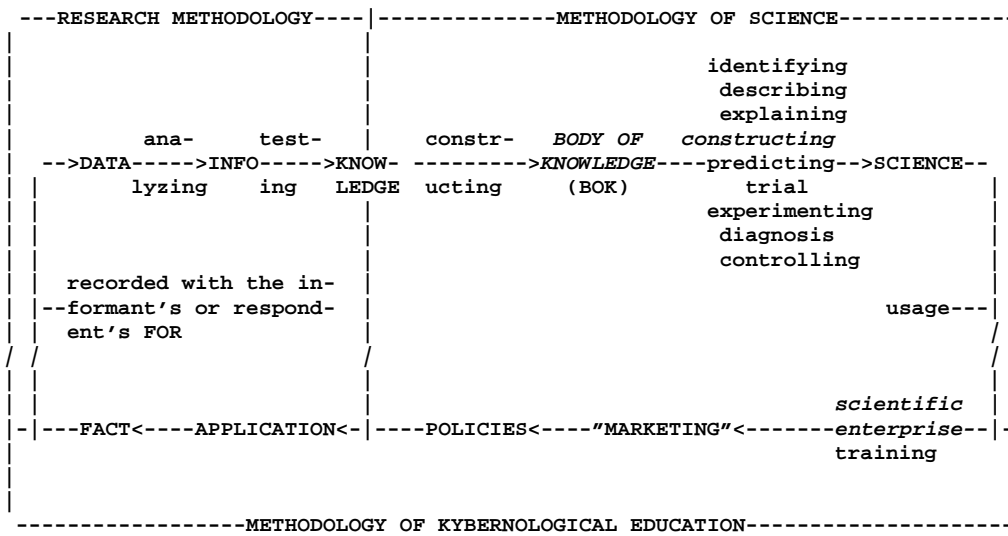 ---RESEARCH METHODOLOGY----|--------------METHODOLOGY OF SCIENCE--------------
identifying
describing
explaining
ana- test- constr- BODY OF constructing
-->DATA----->INFO----->KNOW- --------->KNOWLEDGE----predicting-->SCIENCE--
lyzing ing LEDGE ucting (BOK) trial
experimenting
diagnosis
controlling
recorded with the in-
--formant's or respond- usage---
ent's FOR
scientific
|-|---FACT<----APPLICATION<-|----POLICIES<----"MARKETING"<-------enterprise--|-
training
------------------METHODOLOGY OF KYBERNOLOGICAL EDUCATION--------------------